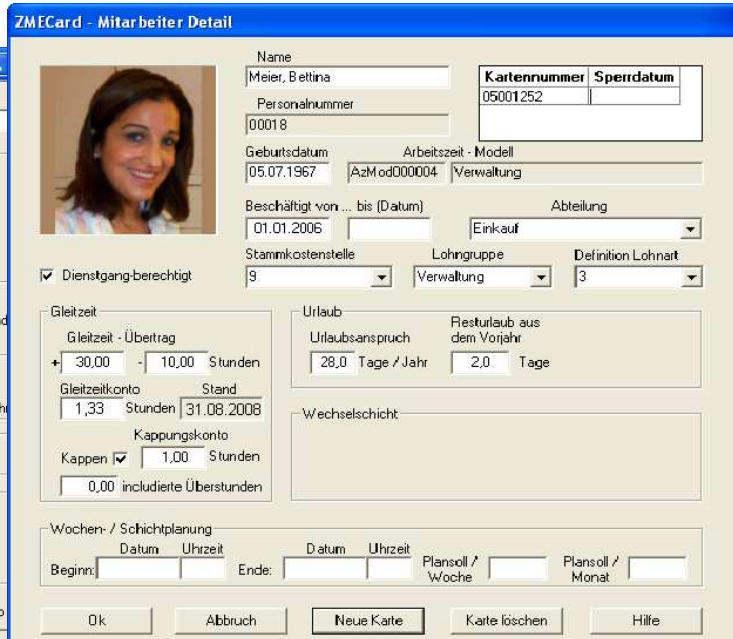 ZMECard - Mitarbeiter Detail
Name
Meier, Bettina
Kartennummer Sperrdatum
05001252
Personalnummer
00018
Geburtsdatum Arbeitszeit - Modell
05.07.1967 AzMod000004 Verwaltung
Beschäftigt von ... bis (Datum) Abteilung
01.01.2006 Einkauf
Stammkostenstelle Lohngruppe Definition Lohnart
Dienstgang-berechtigt 9 Verwaltung 3
Gleitzeit
Gleitzeit - Übertrag
+ 30,00 - 10,00 Stunden
Gleitzeitkonto Stand
1,33 Stunden 31.08.2008
Kappungskonto
Kappen 1,00 Stunden
0,00 includierte Überstunden
Urlaub
Urlaubsanspruch Resturlaub aus dem Vorjahr
28,0 Tage / Jahr 2,0 Tage
Wechselschicht
Wochen- / Schichtplanung
Datum Uhrzeit Datum Uhrzeit
Beginn: Ende: Plansoll / Woche Plansoll / Monat
Ok Abbruch Neue Karte Karte löschen Hilfe